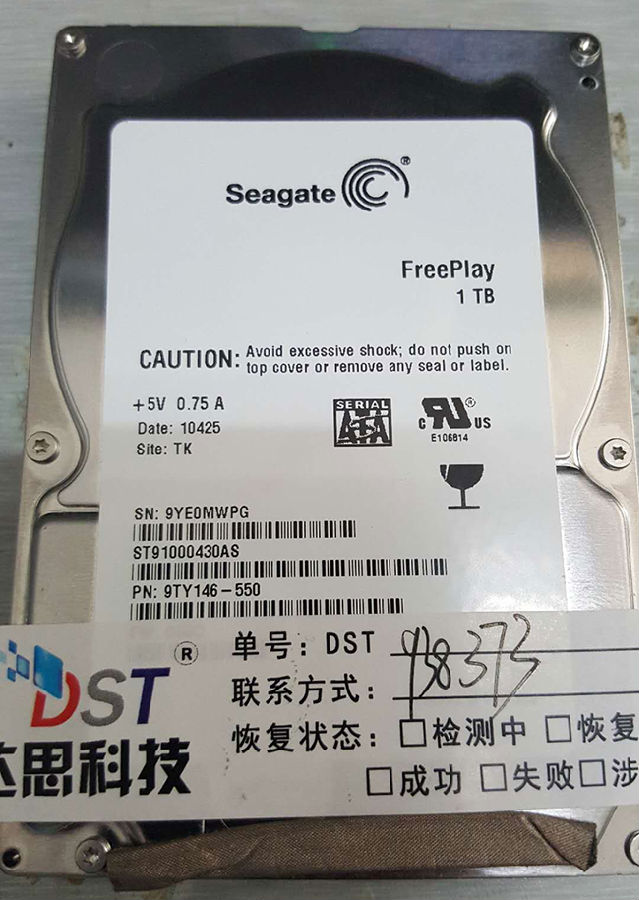 Seagate®
FreePlay
1 TB
CAUTION: Avoid excessive shock; do not push on
top cover or remove any seal or label.
+5V 0.75 A
Date: 10425
Site: TK
SERIAL
ATA
c RU® US
E106814
SN: 9YE0MWPG
ST91000430AS
PN: 9TY146-550
DST®
达思科技
单号: DST 938373
联系方式:
恢复状态: □检测中 □恢复
□成功 □失败 □涉